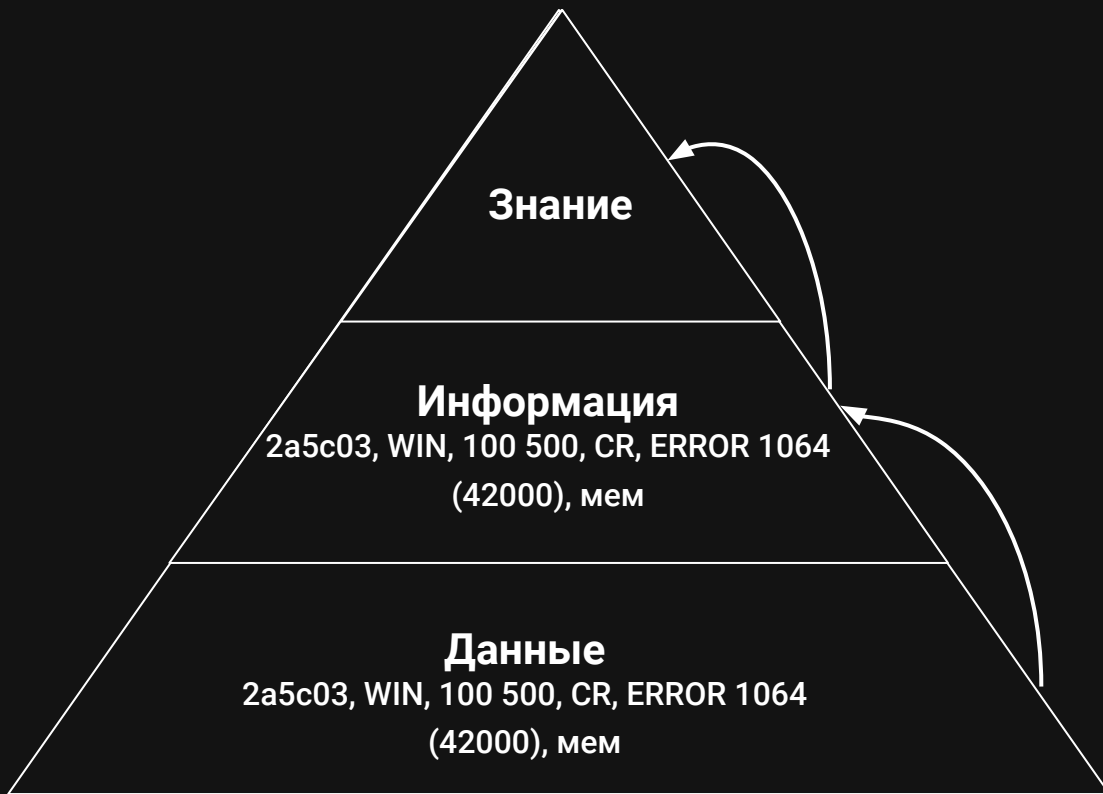 Знание
Информация
2a5c03, WIN, 100 500, CR, ERROR 1064
(42000), мем
Данные
2a5c03, WIN, 100 500, CR, ERROR 1064
(42000), мем